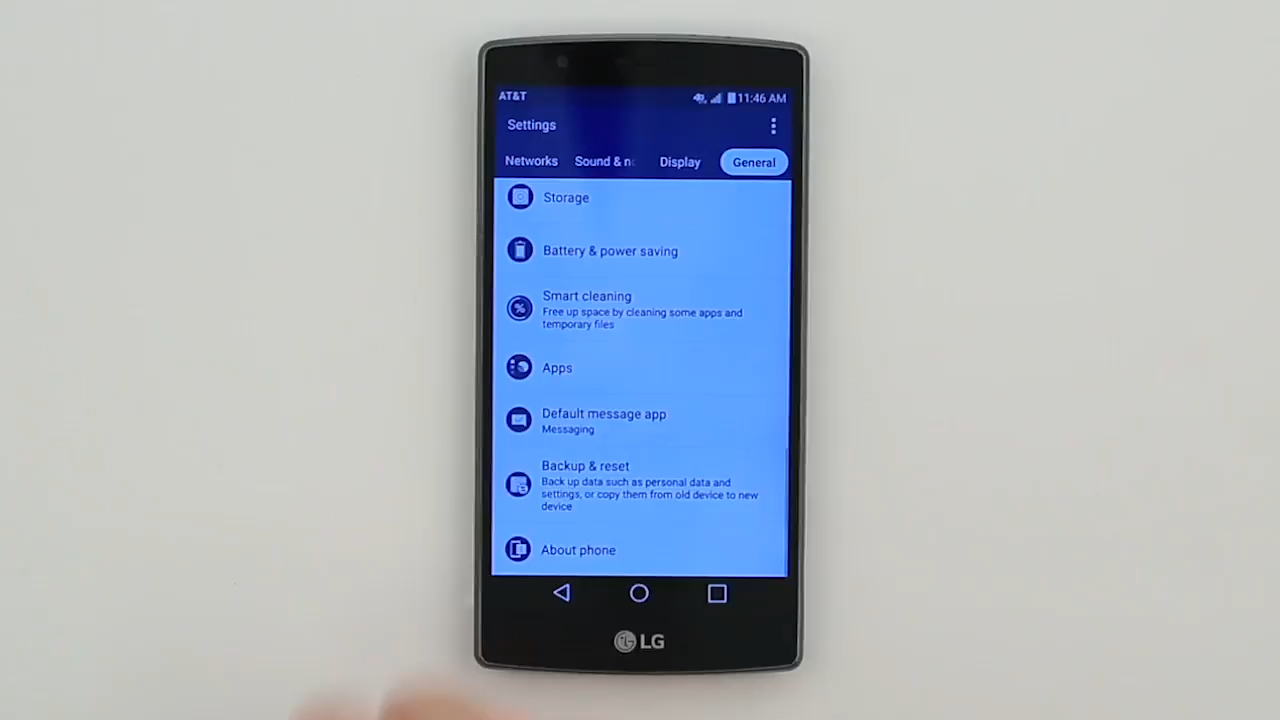 AT&T 11:46 AM
Settings
Networks Sound & n Display General
Storage
Battery & power saving
Smart cleaning
Free up space by cleaning some apps and
temporary files
Apps
Default message app
Messaging
Backup & reset
Back up data such as personal data and
settings, or copy them from old device to new
device
About phone
LG